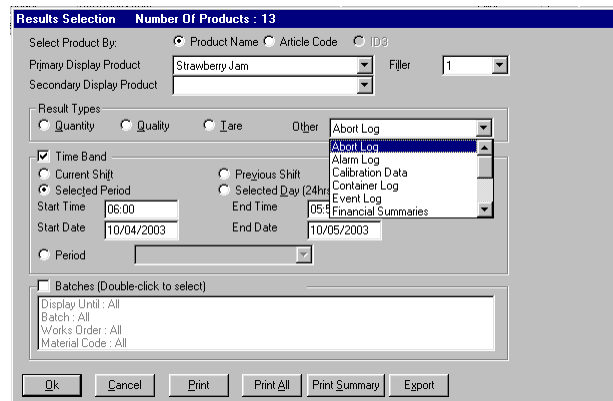 Results Selection Number Of Products : 13
Select Product By: Product Name Article Code ID3
Primary Display Product Strawberry Jam Filler 1
Secondary Display Product
Result Types
Quantity Quality Tare Other Abort Log
Abort Log
Alarm Log
Calibration Data
Container Log
Event Log
Financial Summaries
Time Band
Current Shift Previous Shift
Selected Period Selected Day (24hrs
Start Time 06:00 End Time 05:5
Start Date 10/04/2003 End Date 10/05/2003
Period
Batches (Double-click to select)
Display Until : All
Batch : All
Works Order : All
Material Code : All
Ok Cancel Print Print All Print Summary Export